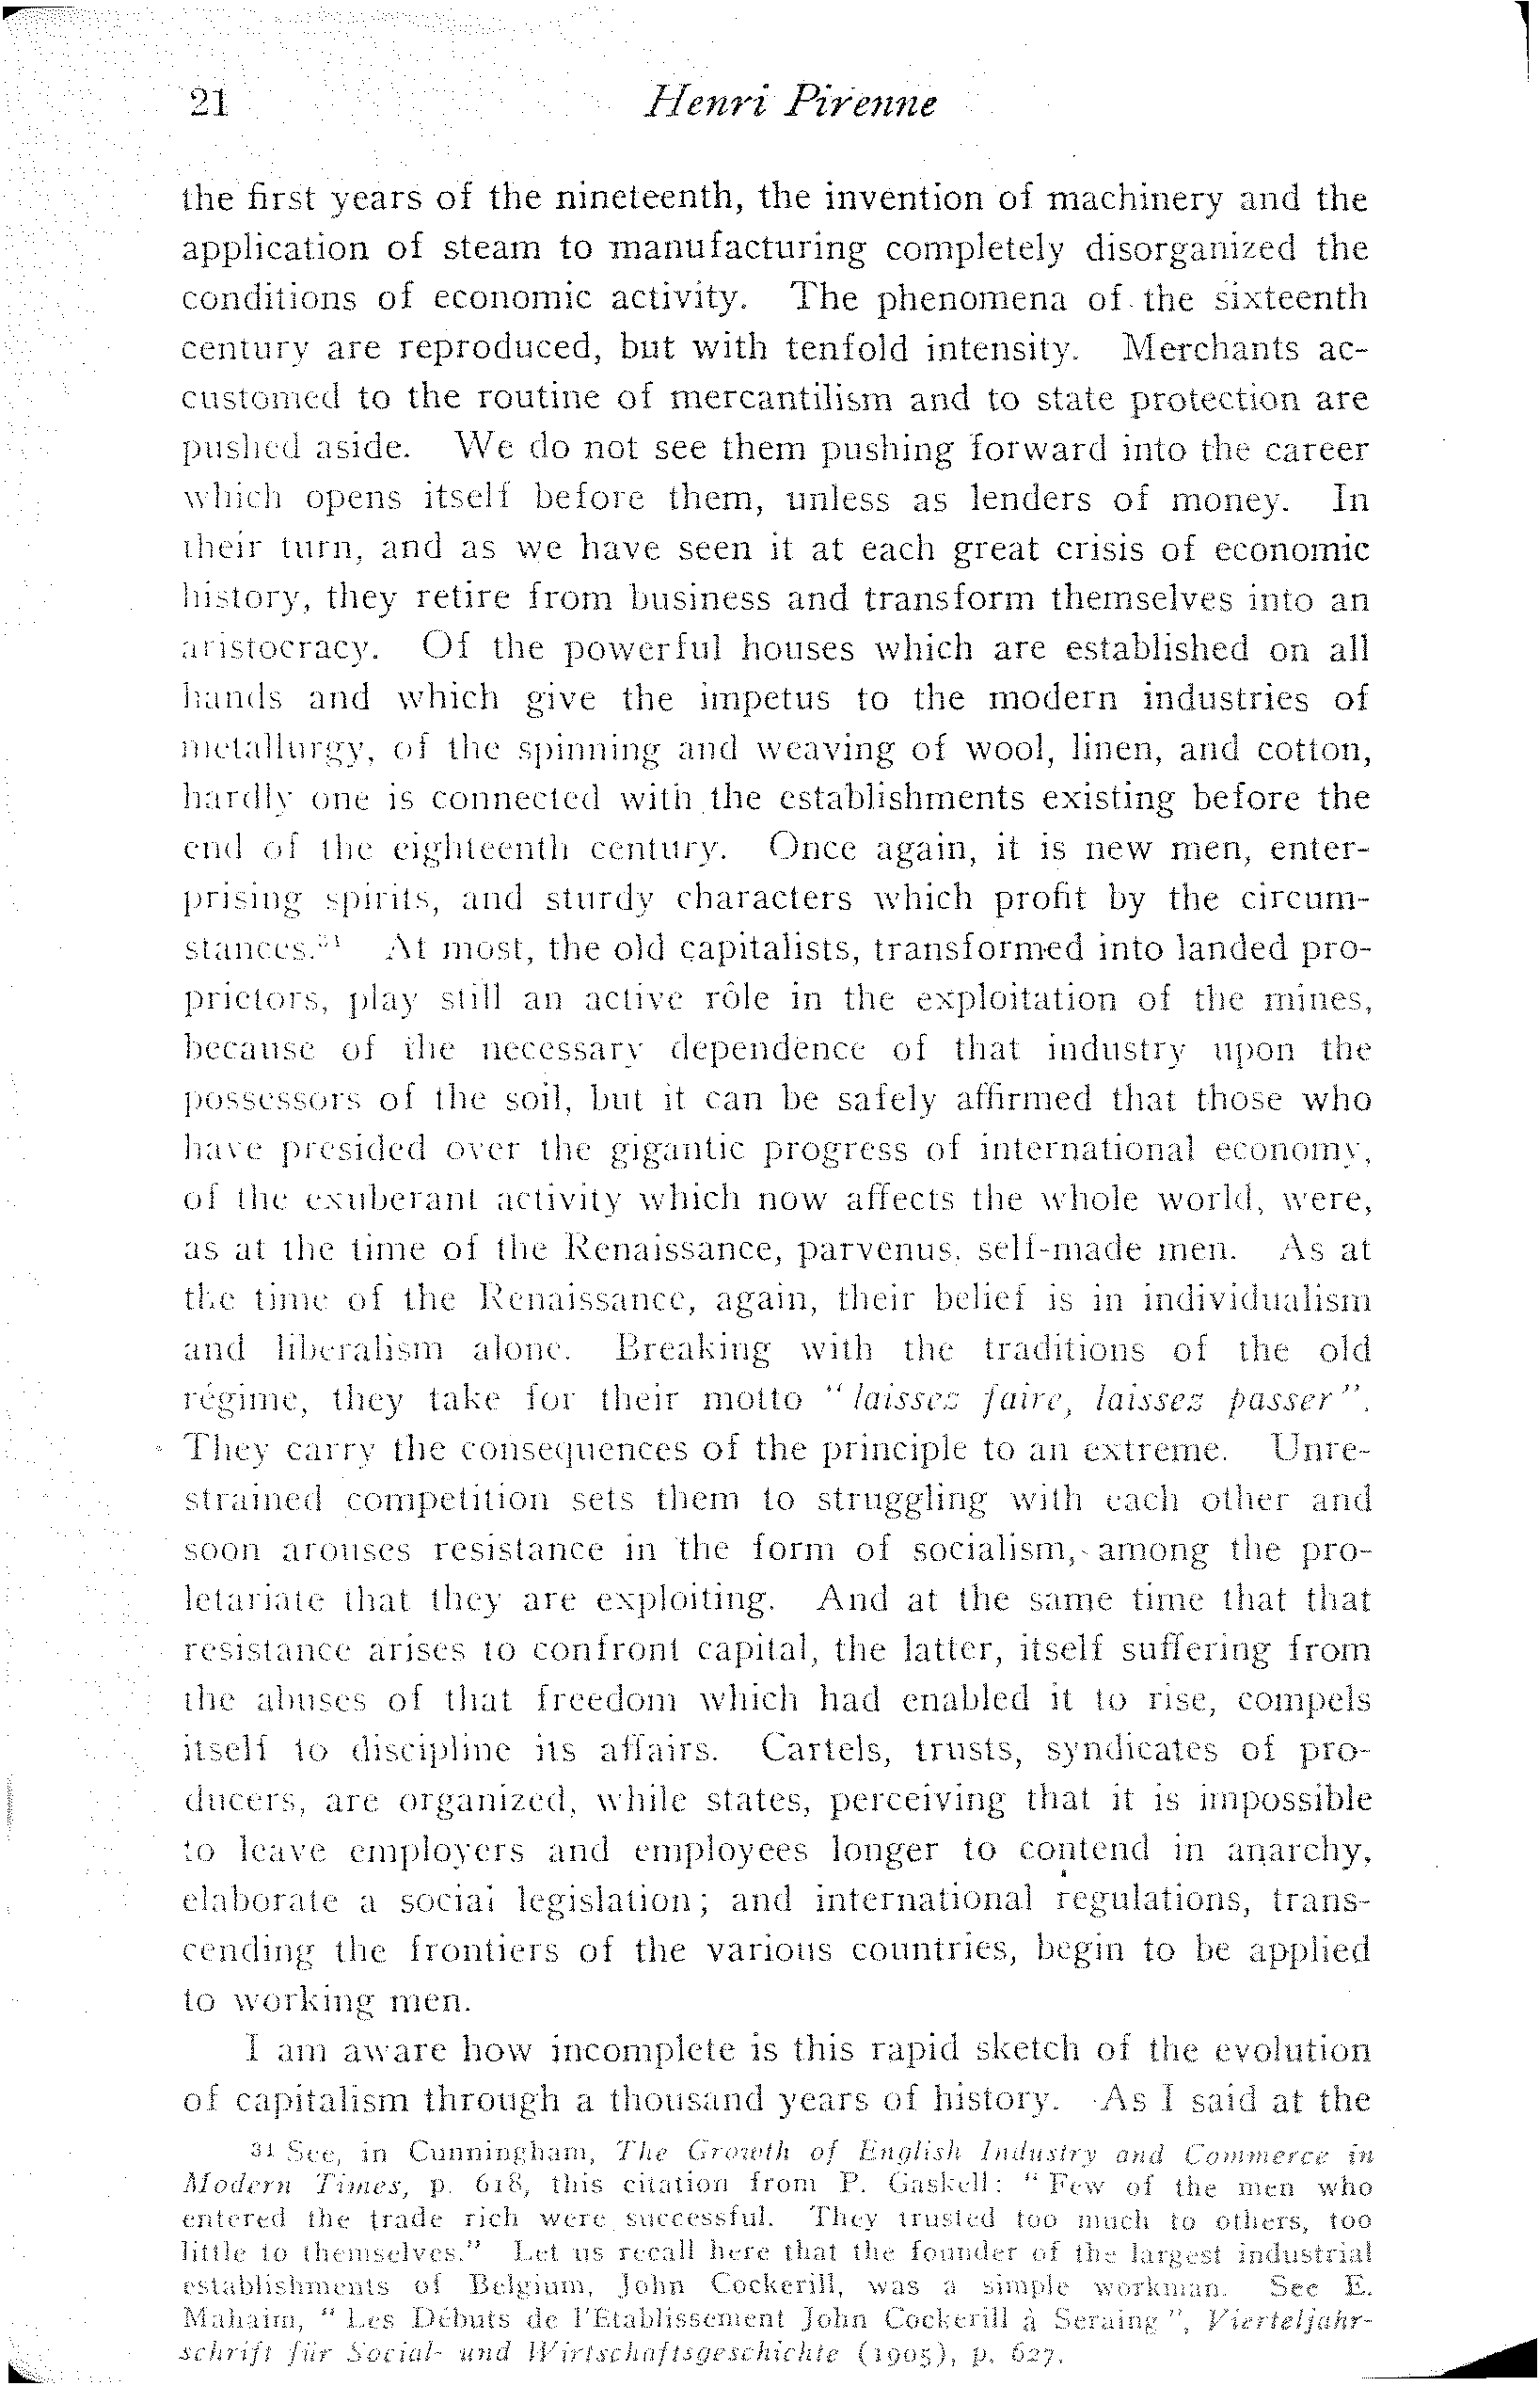 21 Henri Pirenne
the first years of the nineteenth, the invention of machinery and the
application of steam to manufacturing completely disorganized the
conditions of economic activity. The phenomena of the sixteenth
century are reproduced, but with tenfold intensity. Merchants ac-
customed to the routine of mercantilism and to state protection are
pushed aside. We do not see them pushing forward into the career
which opens itself before them, unless as lenders of money. In
their turn, and as we have seen it at each great crisis of economic
history, they retire from business and transform themselves into an
aristocracy. Of the powerful houses which are established on all
hands and which give the impetus to the modern industries of
metallurgy, of the spinning and weaving of wool, linen, and cotton,
hardly one is connected with the establishments existing before the
end of the eighteenth century. Once again, it is new men, enter-
prising spirits, and sturdy characters which profit by the circum-
stances.31 At most, the old capitalists, transformed into landed pro-
prietors, play still an active rôle in the exploitation of the mines,
because of the necessary dependence of that industry upon the
possessors of the soil, but it can be safely affirmed that those who
have presided over the gigantic progress of international economy,
of the exuberant activity which now affects the whole world, were,
as at the time of the Renaissance, parvenus, self-made men. As at
the time of the Renaissance, again, their belief is in individualism
and liberalism alone. Breaking with the traditions of the old
régime, they take for their motto "laissez faire, laissez passer".
They carry the consequences of the principle to an extreme. Unre-
strained competition sets them to struggling with each other and
soon arouses resistance in the form of socialism, among the pro-
letariate that they are exploiting. And at the same time that that
resistance arises to confront capital, the latter, itself suffering from
the abuses of that freedom which had enabled it to rise, compels
itself to discipline its affairs. Cartels, trusts, syndicates of pro-
ducers, are organized, while states, perceiving that it is impossible
to leave employers and employees longer to contend in anarchy,
elaborate a social legislation; and international regulations, trans-
cending the frontiers of the various countries, begin to be applied
to working men.
I am aware how incomplete is this rapid sketch of the evolution
of capitalism through a thousand years of history. As I said at the
31 See, in Cunningham, The Growth of English Industry and Commerce in
Modern Times, p. 618, this citation from P. Gaskell: "Few of the men who
entered the trade rich were successful. They trusted too much to others, too
little to themselves." Let us recall here that the founder of the largest industrial
establishments of Belgium, John Cockerill, was a simple workman. See E.
Mahaim, "Les Débuts de l'Établissement John Cockerill à Seraing", Vierteljahr-
schrift für Social- und Wirtschaftsgeschichte (1905), p. 627.